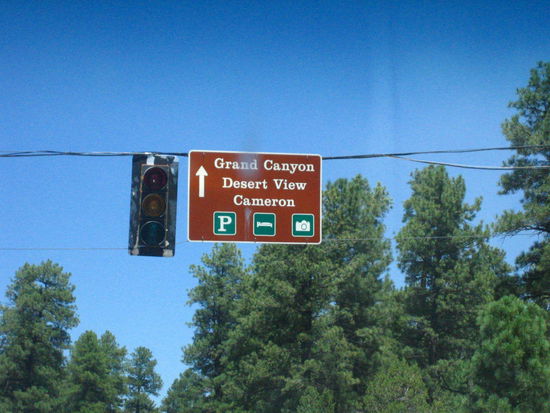 Grand Canyon
Desert View
Cameron
P